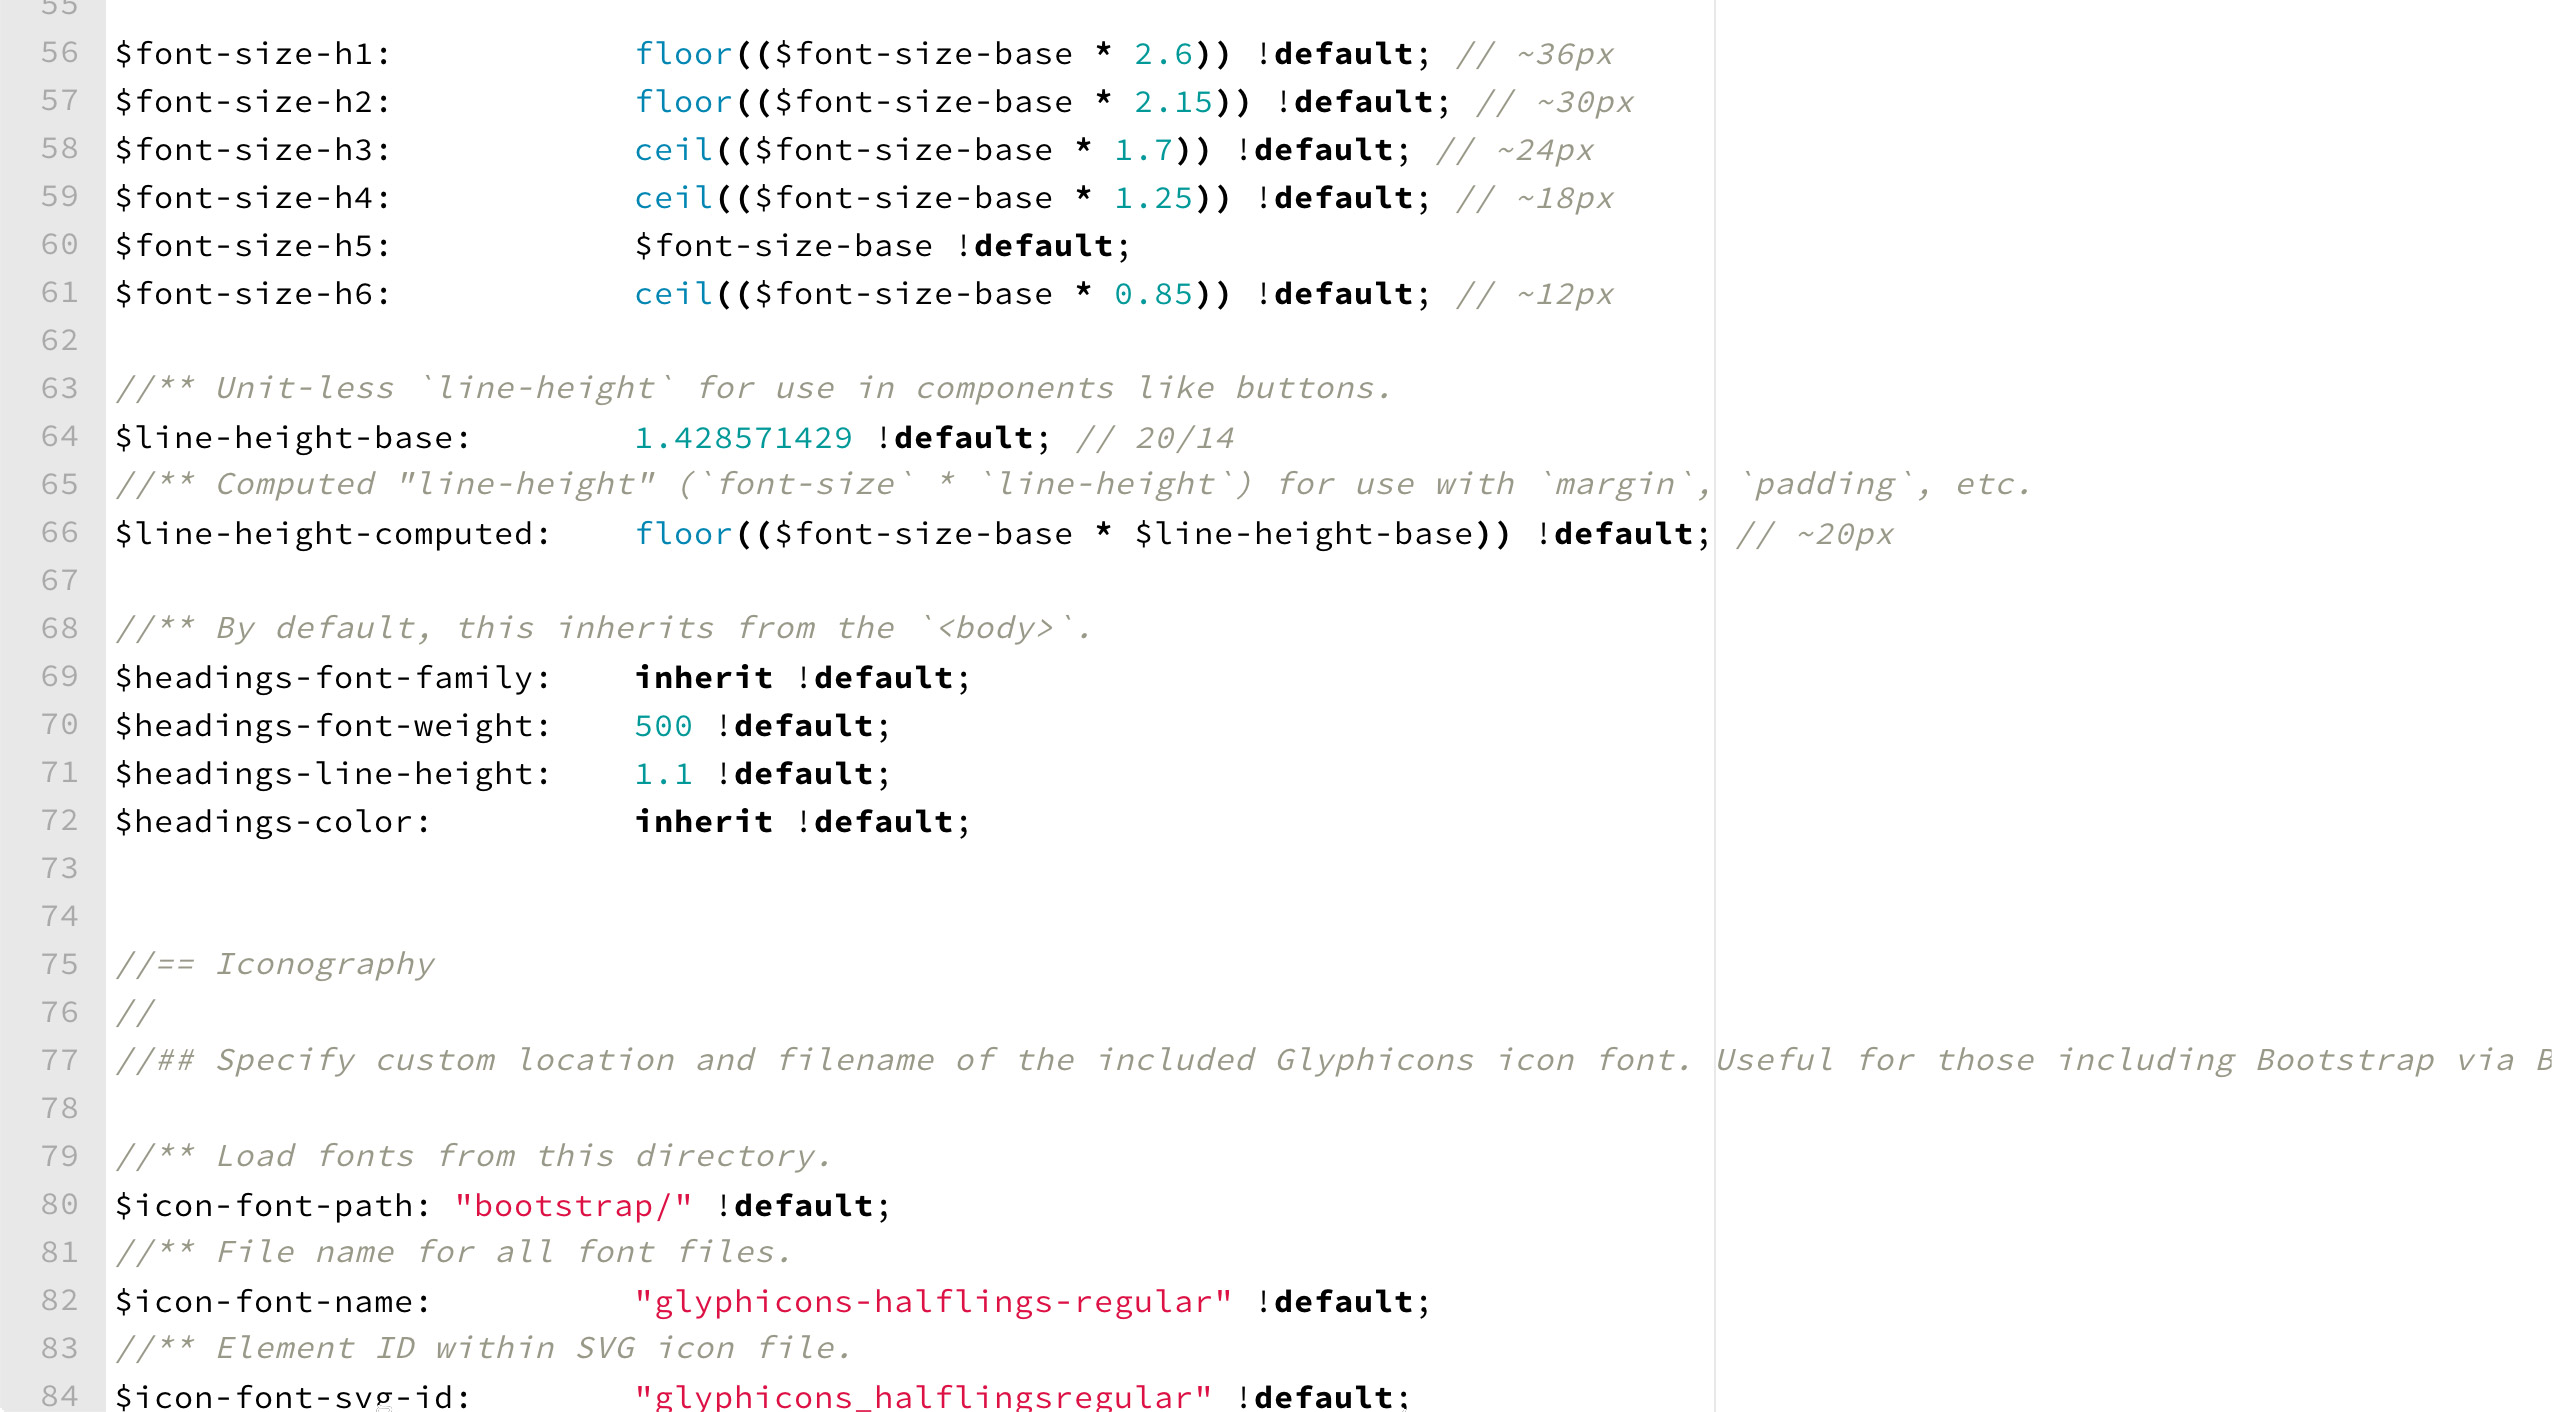 55
56 $font-size-h1: floor(($font-size-base * 2.6)) !default; // ~36px
57 $font-size-h2: floor(($font-size-base * 2.15)) !default; // ~30px
58 $font-size-h3: ceil(($font-size-base * 1.7)) !default; // ~24px
59 $font-size-h4: ceil(($font-size-base * 1.25)) !default; // ~18px
60 $font-size-h5: $font-size-base !default;
61 $font-size-h6: ceil(($font-size-base * 0.85)) !default; // ~12px
62
63 //** Unit-less `line-height` for use in components like buttons.
64 $line-height-base: 1.428571429 !default; // 20/14
65 //** Computed "line-height" (`font-size` * `line-height`) for use with `margin`, `padding`, etc.
66 $line-height-computed: floor(($font-size-base * $line-height-base)) !default; // ~20px
67
68 //** By default, this inherits from the `<body>`.
69 $headings-font-family: inherit !default;
70 $headings-font-weight: 500 !default;
71 $headings-line-height: 1.1 !default;
72 $headings-color: inherit !default;
73
74
75 //== Iconography
76 //
77 //## Specify custom location and filename of the included Glyphicons icon font. Useful for those including Bootstrap via B
78
79 //** Load fonts from this directory.
80 $icon-font-path: "bootstrap/" !default;
81 //** File name for all font files.
82 $icon-font-name: "glyphicons-halflings-regular" !default;
83 //** Element ID within SVG icon file.
84 $icon-font-svg-id: "glyphicons_halflingsregular" !default;